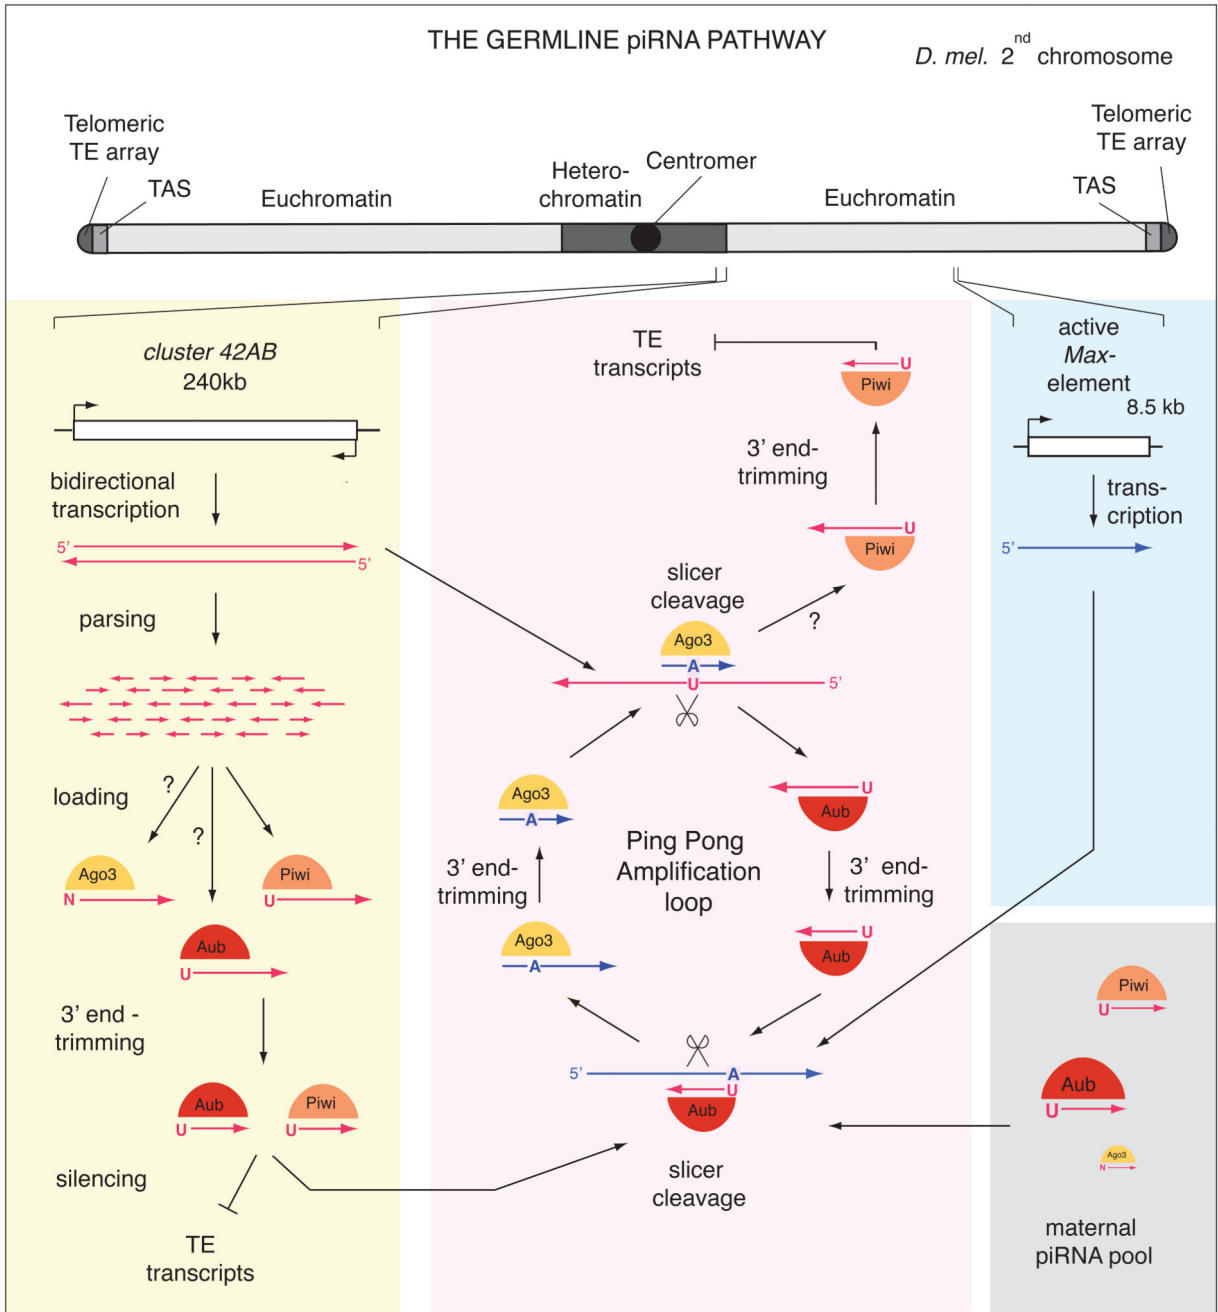 THE GERMLINE piRNA PATHWAY
D. mel. 2nd chromosome
Telomeric
TE array
TAS
Euchromatin
Hetero-
chromatin
Centromer
Euchromatin
TAS
Telomeric
TE array
cluster 42AB
240kb
bidirectional
transcription
5'
5'
parsing
loading
?
?
Ago3
N
Piwi
U
Aub
U
3' end -
trimming
Aub
U
Piwi
U
silencing
TE
transcripts
TE
transcripts
U
Piwi
3' end-
trimming
U
Piwi
slicer
cleavage
?
Ago3
A
U
5'
Ago3
A
U
Aub
Ping Pong
Amplification
loop
3' end-
trimming
3' end-
trimming
Ago3
A
U
Aub
5'
A
U
Aub
slicer
cleavage
active
Max-
element
8.5 kb
trans-
cription
5'
Piwi
U
Aub
U
Ago3
N
maternal
piRNA pool